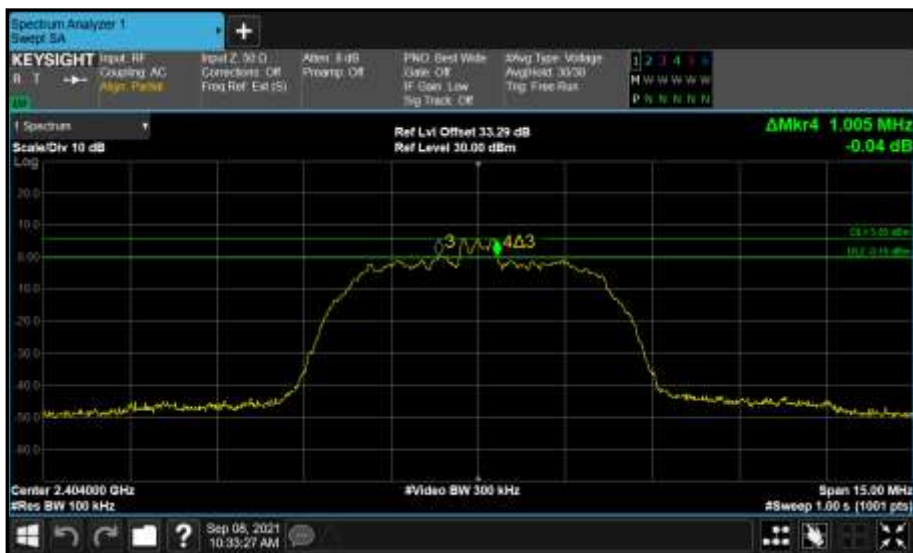 Spectrum Analyzer 1
Swept SA
+
KEYSIGHT
R T
Input: RF
Coupling: AC
Align: Partial
Input Z: 50 Ω
Corrections: Off
Freq Ref: Ext (S)
Atten: 8 dB
Preamp: Off
PNO: Best Wide
Gate: Off
IF Gain: Low
Sig Track: Off
#Avg Type: Voltage
Avg|Hold: 30/30
Trig: Free Run
1 2 3 4 5 6
M W W W W W
P N N N N N
1 Spectrum
Scale/Div 10 dB
Ref Lvl Offset 33.29 dB
Ref Level 30.00 dBm
ΔMkr4 1.005 MHz
-0.04 dB
Log
20.0
10.0
0.00
-10.0
-20.0
-30.0
-40.0
-50.0
-60.0
3
4Δ3
Center 2.404000 GHz
#Res BW 100 kHz
#Video BW 300 kHz
Span 15.00 MHz
#Sweep 1.00 s (1001 pts)
?
Sep 08, 2021
10:33:27 AM